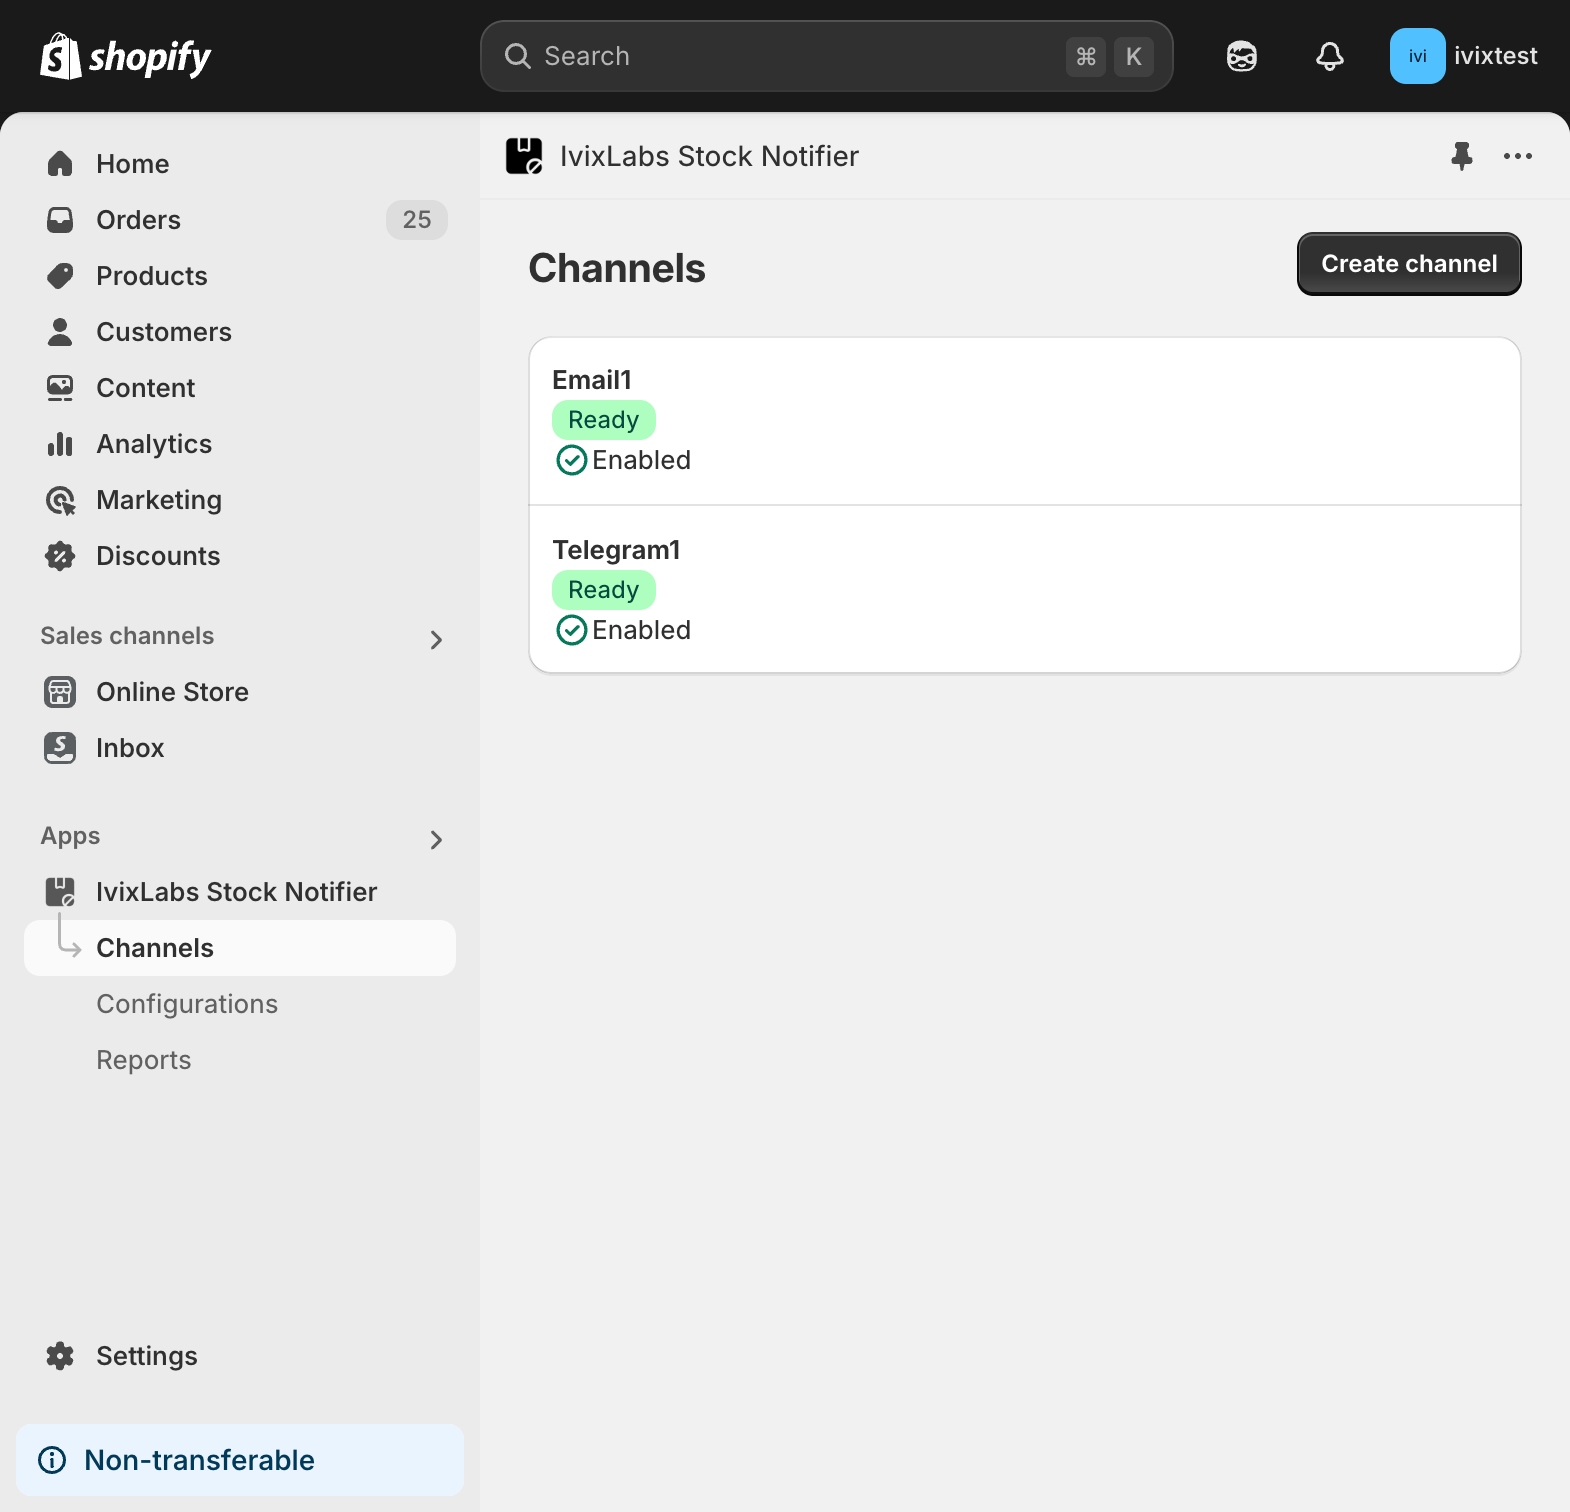 shopify
Search
⌘ K
ivi
ivixtest
Home
Orders
25
Products
Customers
Content
Analytics
Marketing
Discounts
Sales channels
Online Store
Inbox
Apps
IvixLabs Stock Notifier
Channels
Configurations
Reports
Settings
Non-transferable
IvixLabs Stock Notifier
Channels
Create channel
Email1
Ready
Enabled
Telegram1
Ready
Enabled